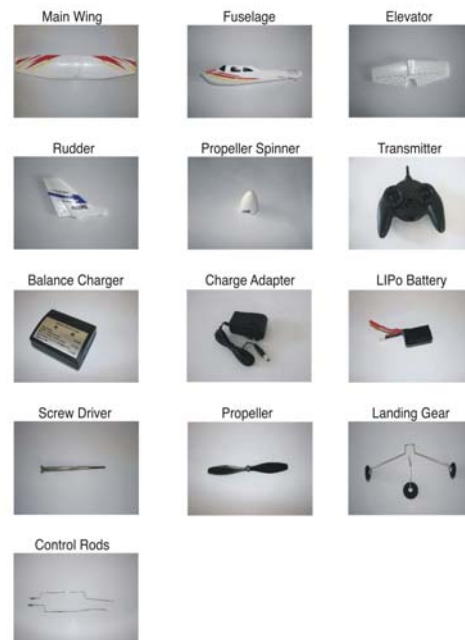 Main Wing
Fuselage
Elevator
Rudder
Propeller Spinner
Transmitter
Balance Charger
Charge Adapter
LIPo Battery
Screw Driver
Propeller
Landing Gear
Control Rods